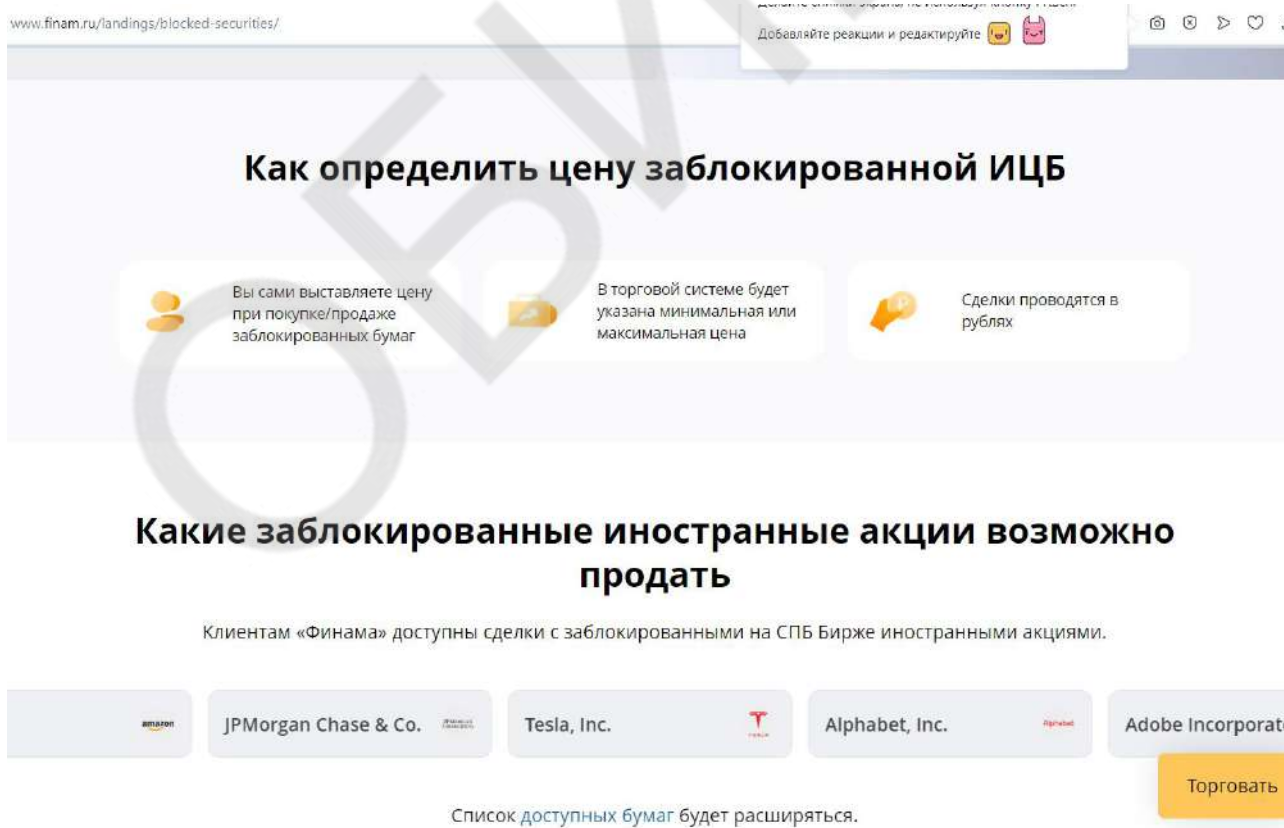 www.finam.ru/landings/blocked-securities/
Добавляйте реакции и редактируйте
Как определить цену заблокированной ИЦБ
Вы сами выставляете цену
при покупке/продаже
заблокированных бумаг
В торговой системе будет
указана минимальная или
максимальная цена
Сделки проводятся в
рублях
Какие заблокированные иностранные акции возможно
продать
Клиентам «Финама» доступны сделки с заблокированными на СПБ Бирже иностранными акциями.
amazon
JPMorgan Chase & Co.
Tesla, Inc.
TESLA
Alphabet, Inc.
Alphabet
Adobe Incorporat
Торговать
Список доступных бумаг будет расширяться.